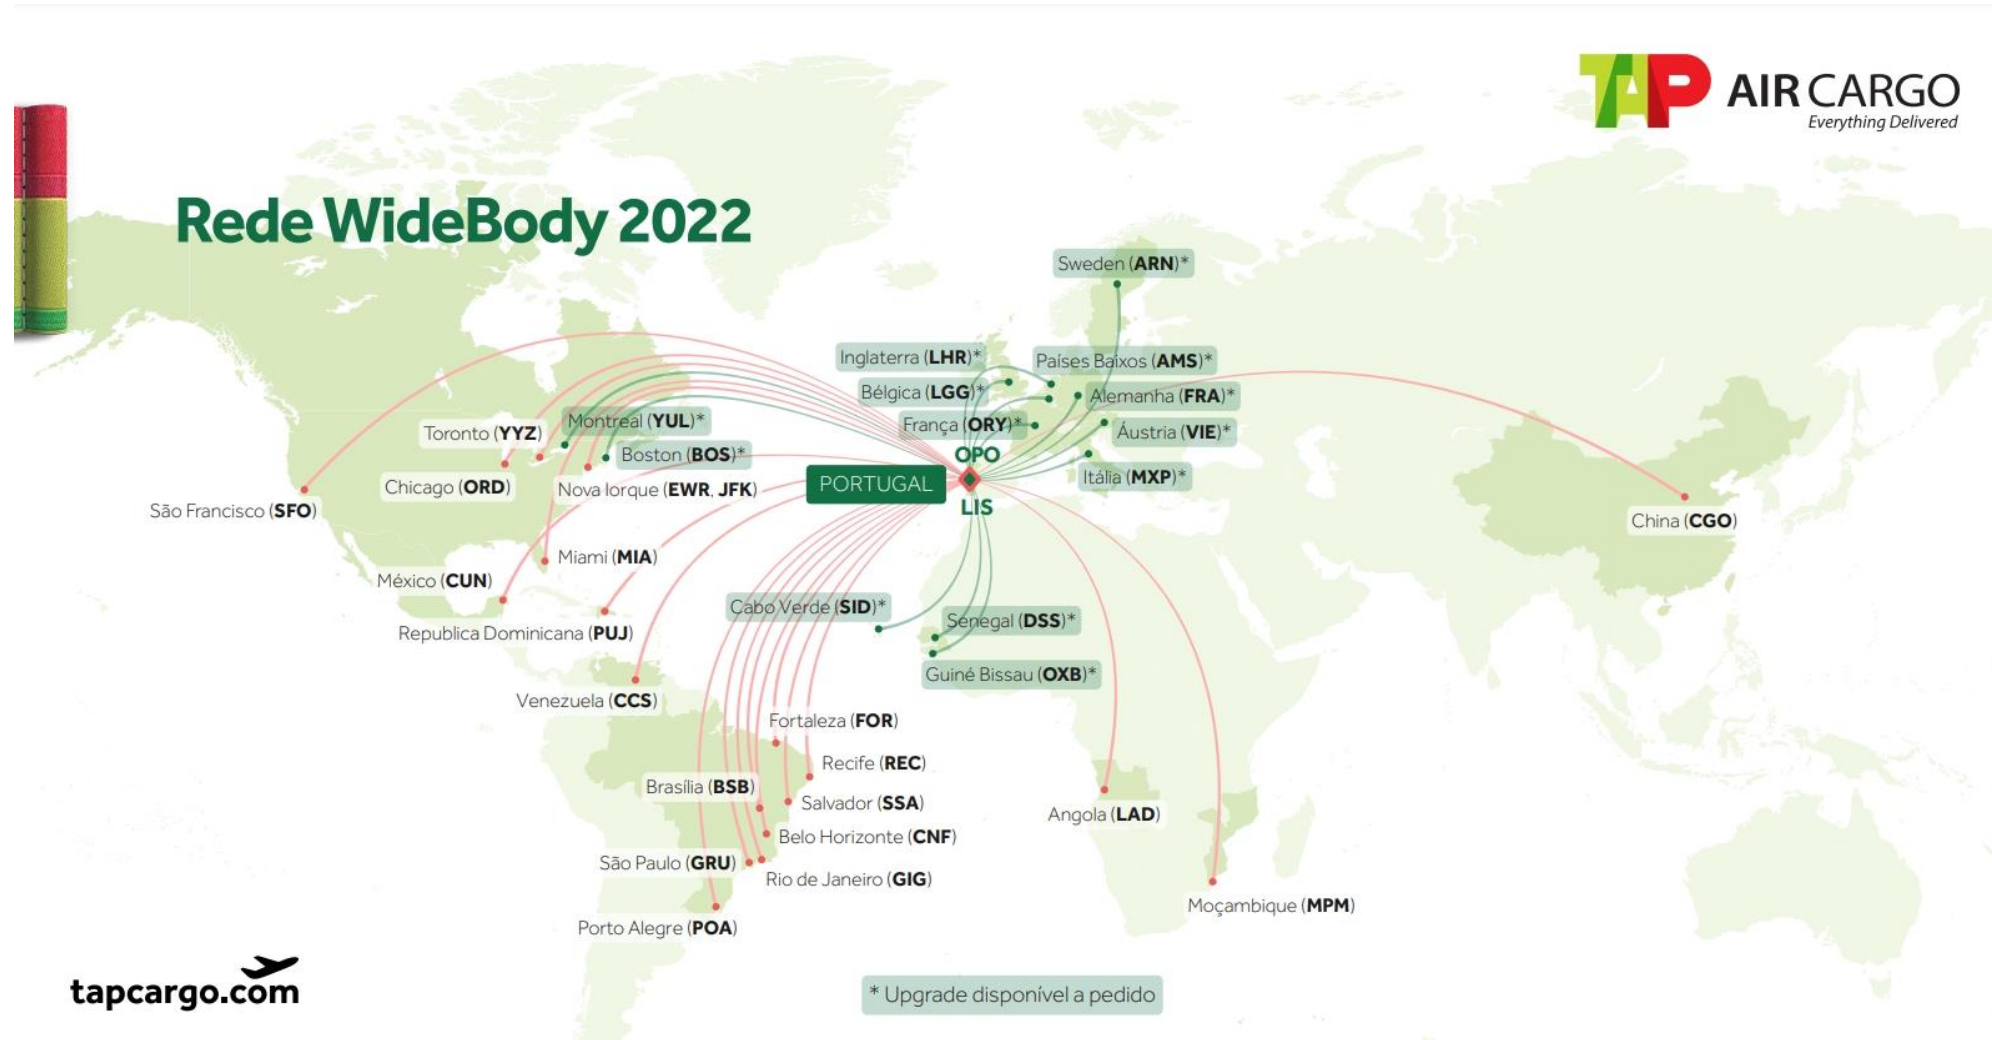 TAP AIR CARGO
Everything Delivered
Rede WideBody 2022
Sweden (ARN)*
Inglaterra (LHR)*
Países Baixos (AMS)*
Bélgica (LGG)*
Alemanha (FRA)*
França (ORY)*
Áustria (VIE)*
Itália (MXP)*
OPO
PORTUGAL
LIS
Toronto (YYZ)
Montreal (YUL)*
Boston (BOS)*
Chicago (ORD)
Nova Iorque (EWR, JFK)
São Francisco (SFO)
China (CGO)
Miami (MIA)
México (CUN)
Republica Dominicana (PUJ)
Cabo Verde (SID)*
Sénegal (DSS)*
Guiné Bissau (OXB)*
Venezuela (CCS)
Fortaleza (FOR)
Recife (REC)
Brasília (BSB)
Salvador (SSA)
Belo Horizonte (CNF)
São Paulo (GRU)
Rio de Janeiro (GIG)
Porto Alegre (POA)
Angola (LAD)
Moçambique (MPM)
tapcargo.com
* Upgrade disponível a pedido